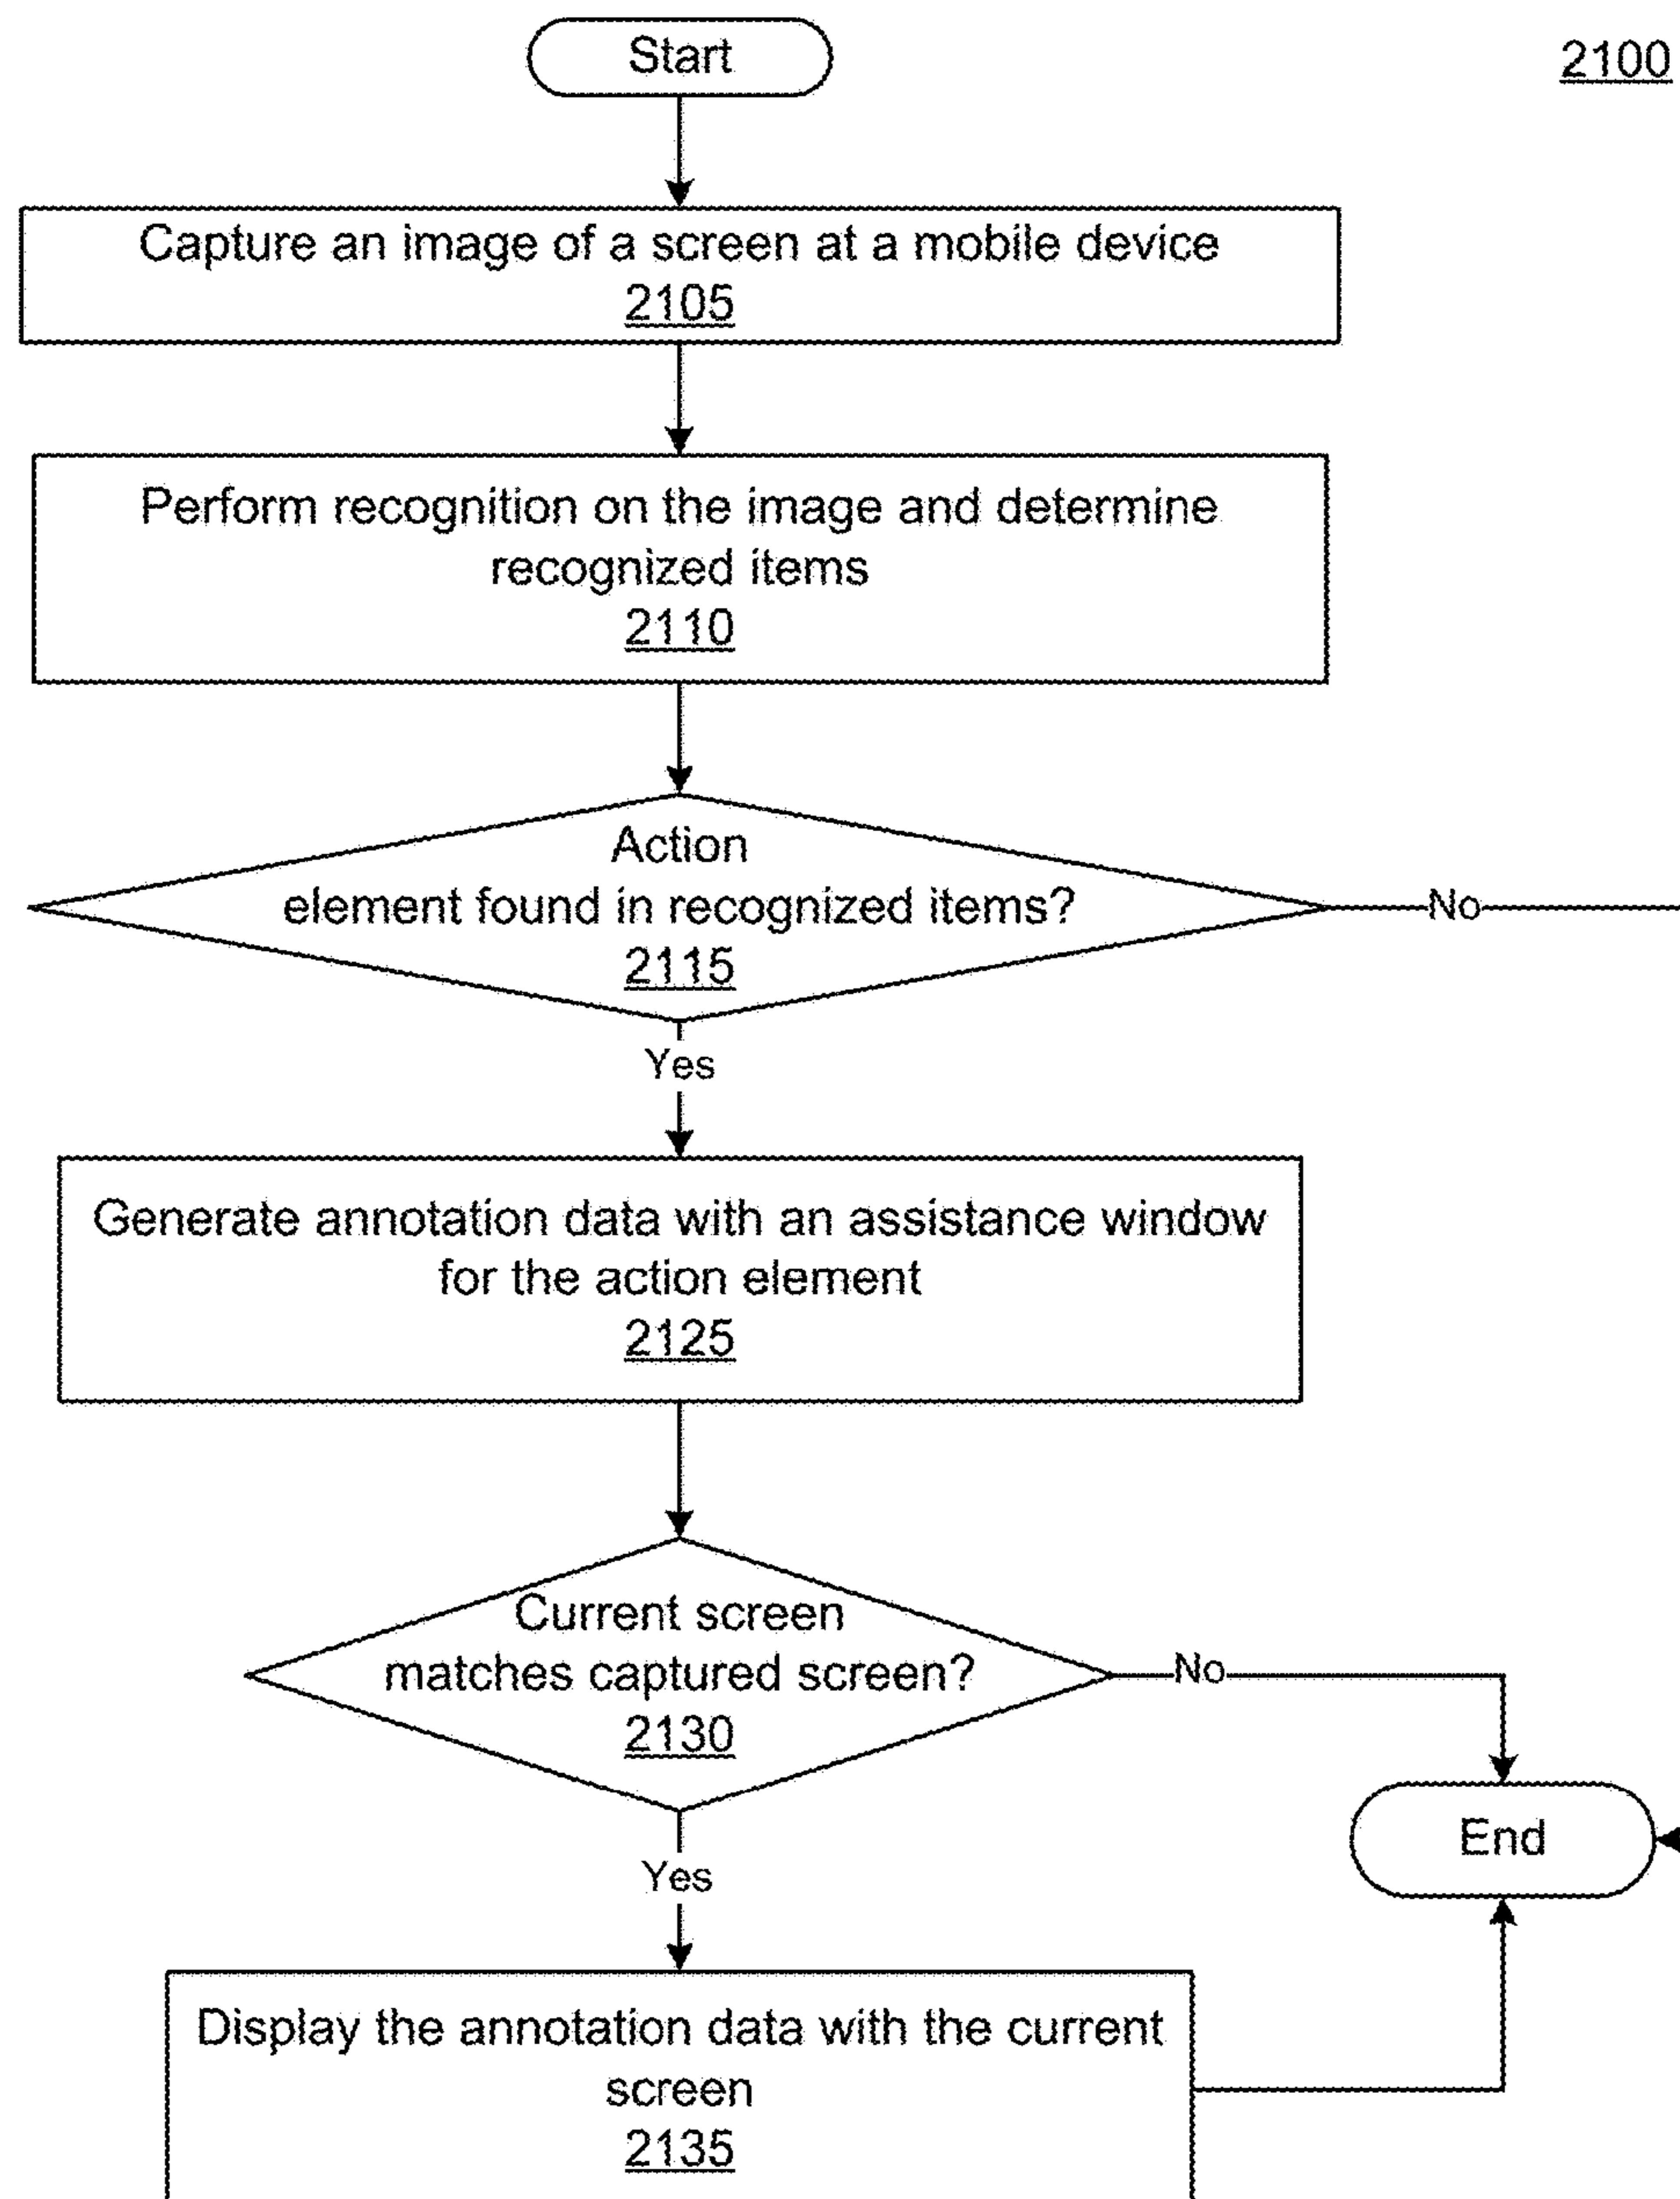 Start
2100
Capture an image of a screen at a mobile device
2105
Perform recognition on the image and determine
recognized items
2110
Action
element found in recognized items?
2115
No
Yes
Generate annotation data with an assistance window
for the action element
2125
Current screen
matches captured screen?
2130
No
End
Yes
Display the annotation data with the current
screen
2135